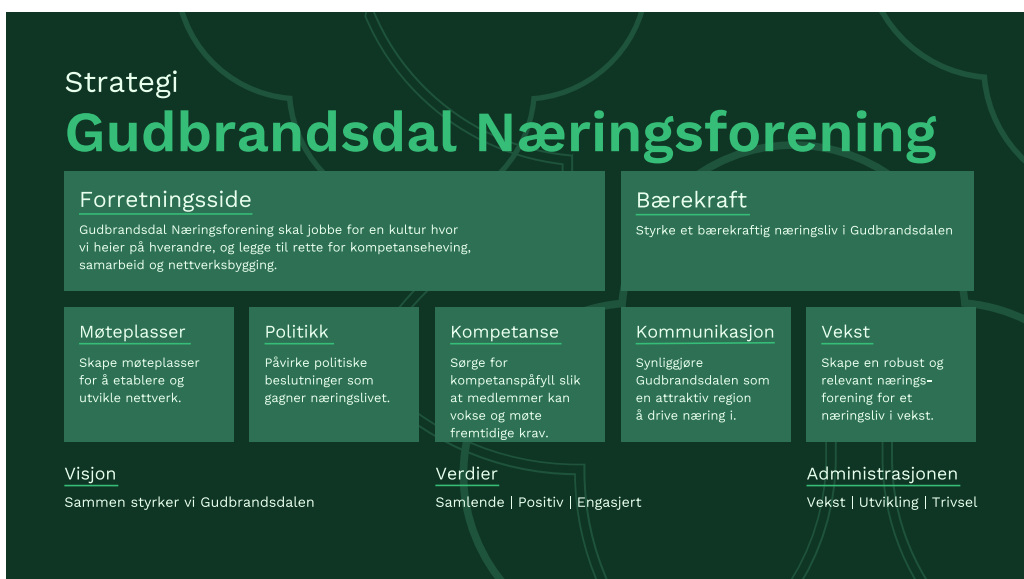 Strategi
Gudbrandsdal Næringsforening
Forretningsside
Gudbrandsdal Næringsforening skal jobbe for en kultur hvor
vi heier på hverandre, og legge til rette for kompetanseheving,
samarbeid og nettverksbygging.
Bærekraft
Styrke et bærekraftig næringsliv i Gudbrandsdalen
Møteplasser
Skape møteplasser
for å etablere og
utvikle nettverk.
Politikk
Påvirke politiske
beslutninger som
gagner næringslivet.
Kompetanse
Sørge for
kompetanspåfyll slik
at medlemmer kan
vokse og møte
fremtidige krav.
Kommunikasjon
Synliggjøre
Gudbrandsdalen som
en attraktiv region
å drive næring i.
Vekst
Skape en robust og
relevant nærings-
forening for et
næringsliv i vekst.
Visjon
Sammen styrker vi Gudbrandsdalen
Verdier
Samlende | Positiv | Engasjert
Administrasjonen
Vekst | Utvikling | Trivsel